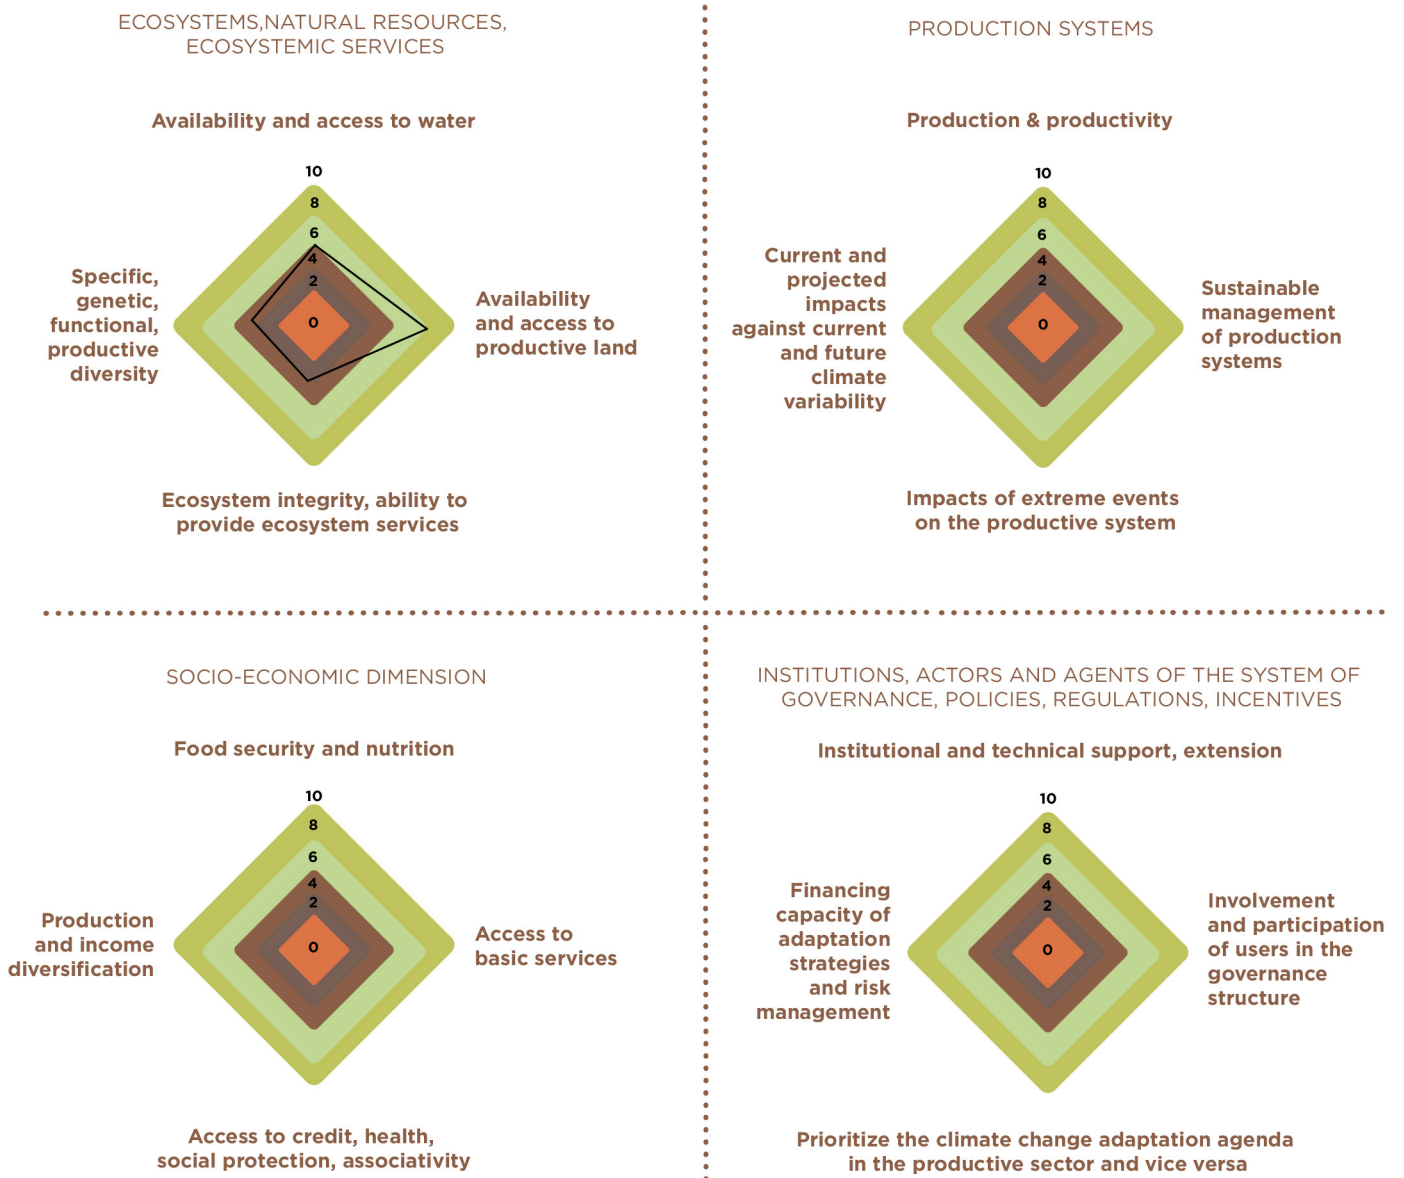 ECOSYSTEMS,NATURAL RESOURCES,
ECOSYSTEMIC SERVICES
Availability and access to water
10
8
6
4
2
0
Specific,
genetic,
functional,
productive
diversity
Availability
and access to
productive land
Ecosystem integrity, ability to
provide ecosystem services
PRODUCTION SYSTEMS
Production & productivity
10
8
6
4
2
0
Current and
projected
impacts
against current
and future
climate
variability
Sustainable
management
of production
systems
Impacts of extreme events
on the productive system
SOCIO-ECONOMIC DIMENSION
Food security and nutrition
10
8
6
4
2
0
Production
and income
diversification
Access to
basic services
Access to credit, health,
social protection, associativity
INSTITUTIONS, ACTORS AND AGENTS OF THE SYSTEM OF
GOVERNANCE, POLICIES, REGULATIONS, INCENTIVES
Institutional and technical support, extension
10
8
6
4
2
0
Financing
capacity of
adaptation
strategies
and risk
management
Involvement
and participation
of users in the
governance
structure
Prioritize the climate change adaptation agenda
in the productive sector and vice versa